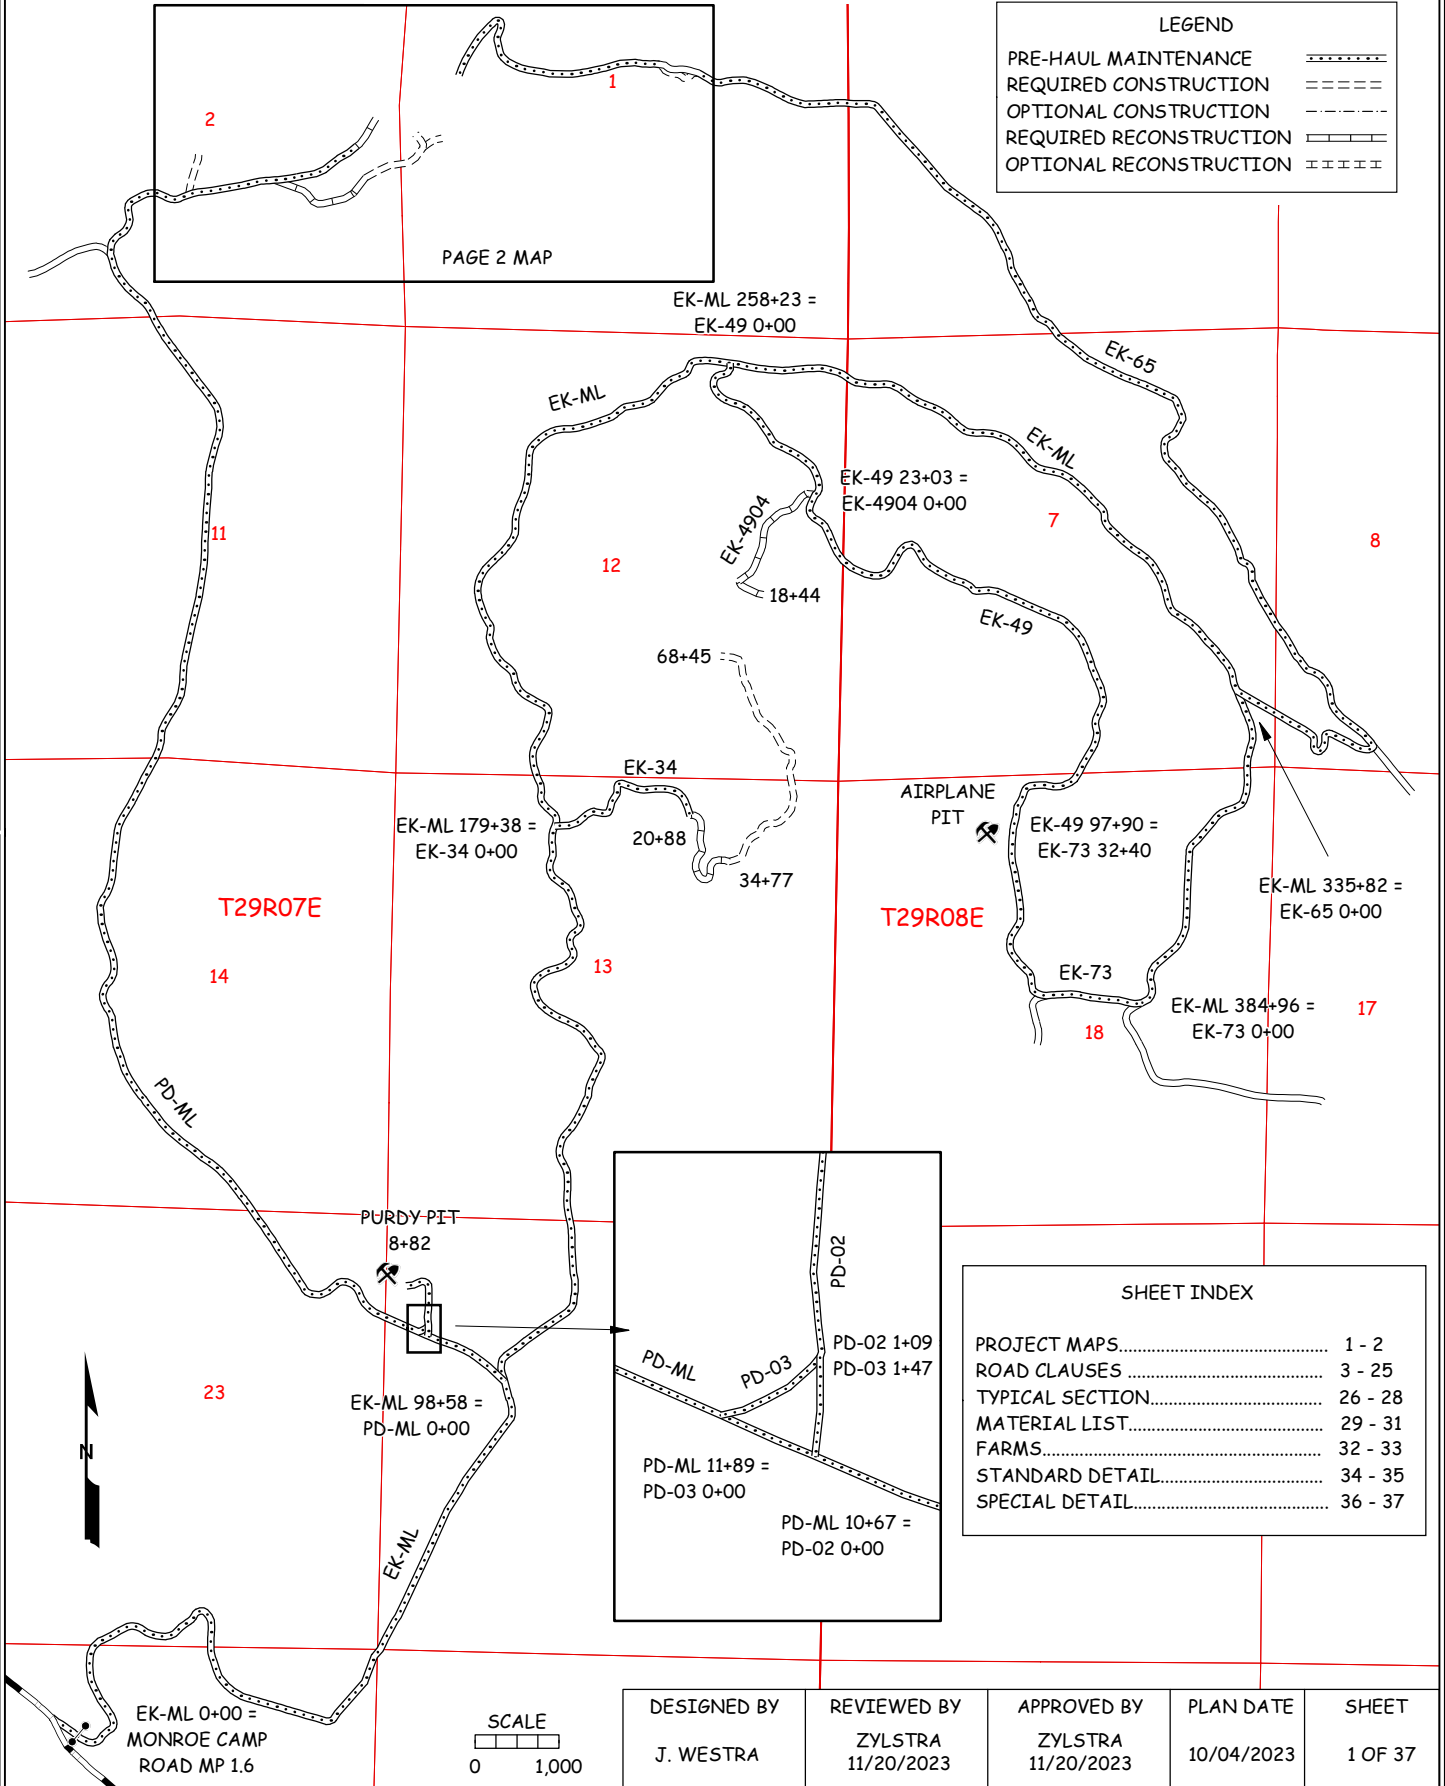 LEGEND
PRE-HAUL MAINTENANCE
REQUIRED CONSTRUCTION
OPTIONAL CONSTRUCTION
REQUIRED RECONSTRUCTION
OPTIONAL RECONSTRUCTION
1
2
PAGE 2 MAP
EK-ML 258+23 =
EK-49 0+00
EK-65
EK-ML
EK-ML
EK-49 23+03 =
EK-4904 0+00
EK-4904
7
11
8
12
18+44
EK-49
68+45
EK-34
AIRPLANE
PIT
EK-ML 179+38 =
EK-34 0+00
20+88
EK-49 97+90 =
EK-73 32+40
34+77
EK-ML 335+82 =
EK-65 0+00
T29R07E
T29R08E
14
13
EK-73
EK-ML 384+96 =
EK-73 0+00
17
18
PD-ML
PURDY PIT
8+82
PD-02
PD-02 1+09
PD-03 1+47
PD-ML
PD-03
PD-ML 11+89 =
PD-03 0+00
PD-ML 10+67 =
PD-02 0+00
SHEET INDEX
PROJECT MAPS 1 - 2
ROAD CLAUSES 3 - 25
TYPICAL SECTION 26 - 28
MATERIAL LIST 29 - 31
FARMS 32 - 33
STANDARD DETAIL 34 - 35
SPECIAL DETAIL 36 - 37
23
EK-ML 98+58 =
PD-ML 0+00
N
EK-ML
EK-ML 0+00 =
MONROE CAMP
ROAD MP 1.6
SCALE
0 1,000
DESIGNED BY
J. WESTRA
REVIEWED BY
ZYLSTRA
11/20/2023
APPROVED BY
ZYLSTRA
11/20/2023
PLAN DATE
10/04/2023
SHEET
1 OF 37